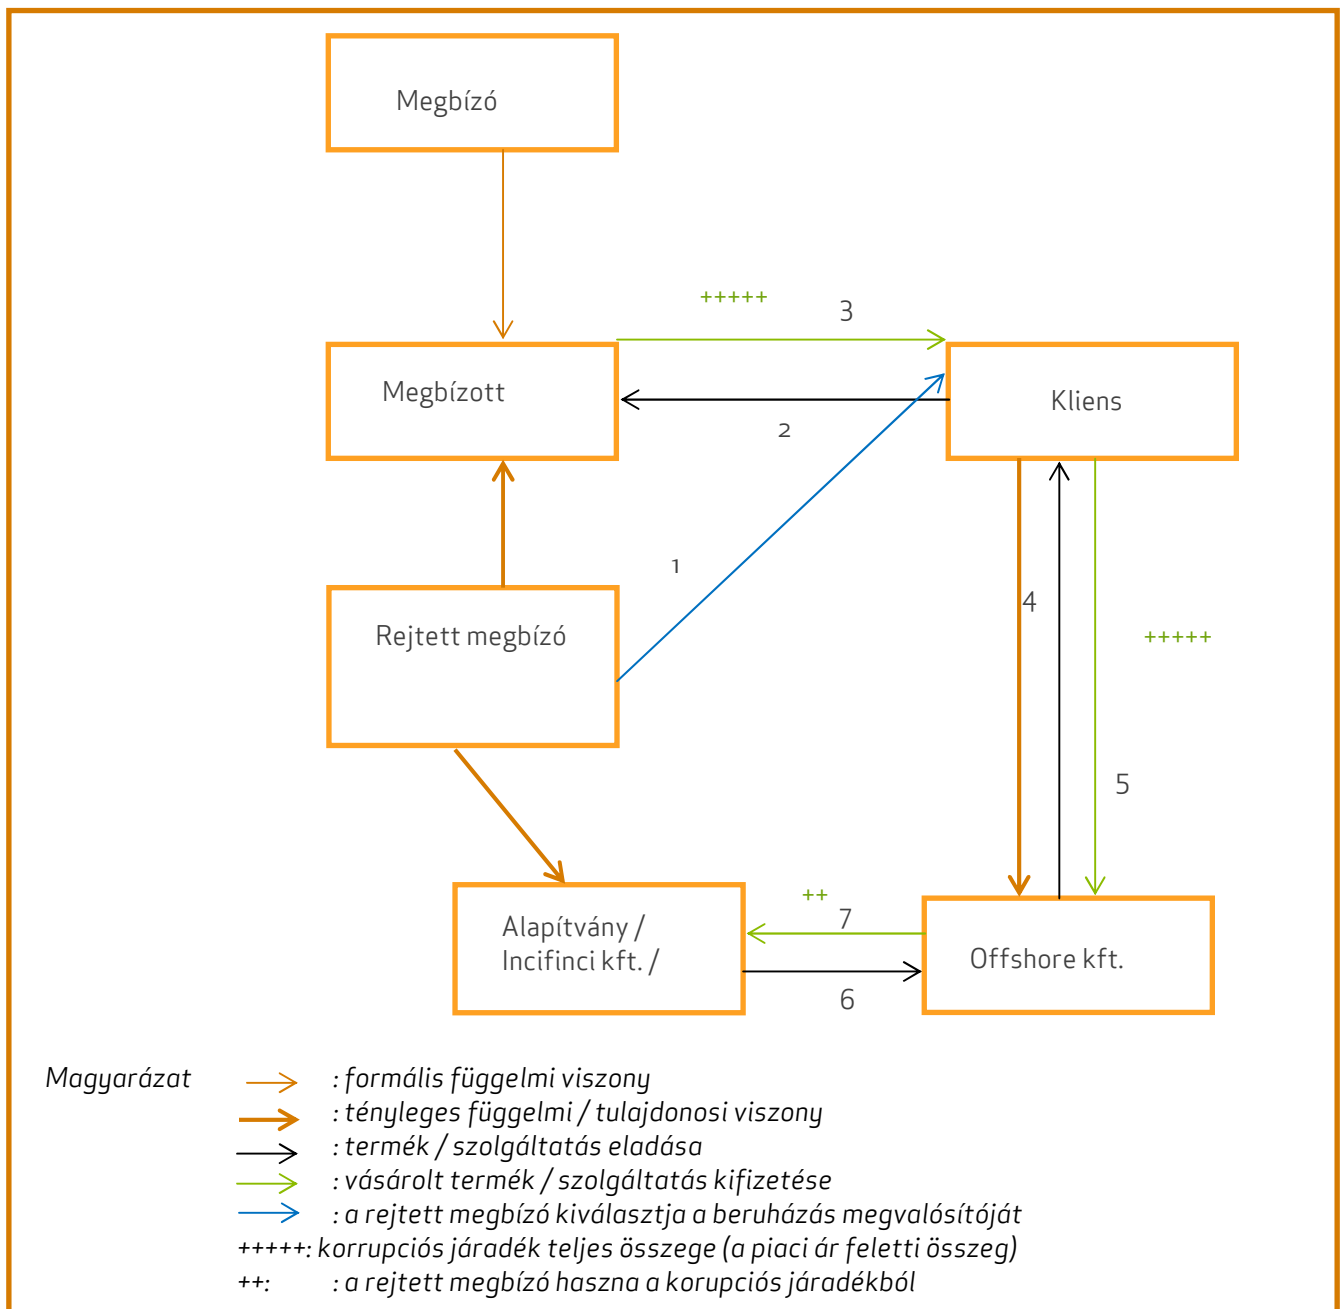 Megbízó
+++++
3
Megbízott
Kliens
2
1
Rejtett megbízó
4
+++++
5
++
7
Alapítvány /
Incifinci kft. /
Offshore kft.
6
Magyarázat
: formális függelmi viszony
: tényleges függelmi / tulajdonosi viszony
: termék / szolgáltatás eladása
: vásárolt termék / szolgáltatás kifizetése
: a rejtett megbízó kiválasztja a beruházás megvalósítóját
+++++: korrupciós járadék teljes összege (a piaci ár feletti összeg)
++: : a rejtett megbízó haszna a korupciós járadékból